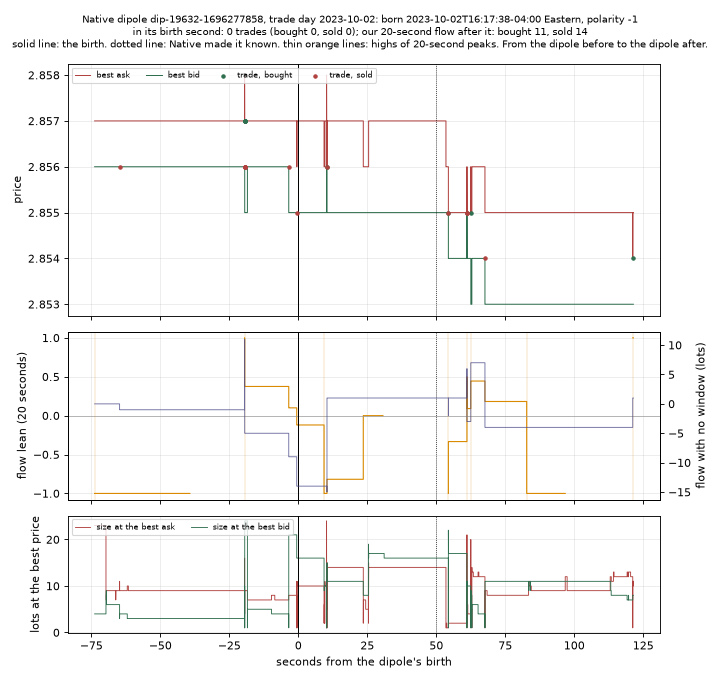 Native dipole dip-19632-1696277858, trade day 2023-10-02: born 2023-10-02T16:17:38-04:00 Eastern, polarity -1
in its birth second: 0 trades (bought 0, sold 0); our 20-second flow after it: bought 11, sold 14
solid line: the birth. dotted line: Native made it known. thin orange lines: highs of 20-second peaks. From the dipole before to the dipole after.
best ask
best bid
trade, bought
trade, sold
2.858
2.857
2.856
2.855
2.854
2.853
price
1.0
0.5
0.0
−0.5
−1.0
flow lean (20 seconds)
10
5
0
−5
−10
−15
flow with no window (lots)
size at the best ask
size at the best bid
20
10
0
lots at the best price
−75
−50
−25
0
25
50
75
100
125
seconds from the dipole's birth